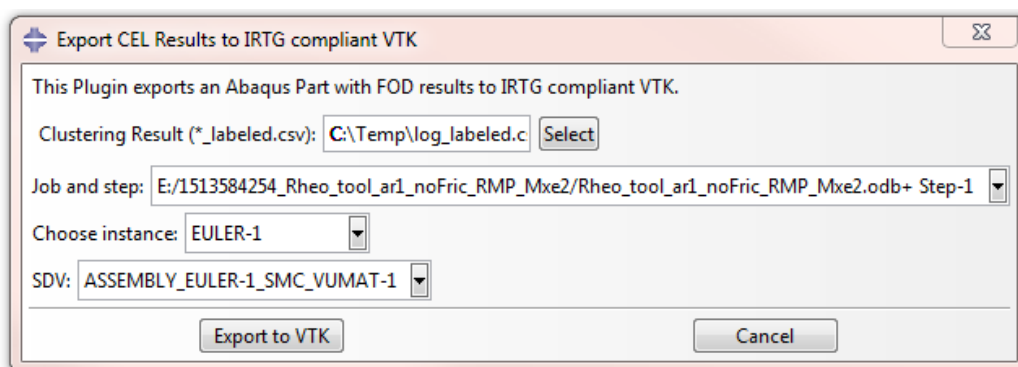 Export CEL Results to IRTG compliant VTK
This Plugin exports an Abaqus Part with FOD results to IRTG compliant VTK.
Clustering Result (*_labeled.csv): C:\Temp\log_labeled.c Select
Job and step: E:/1513584254_Rheo_tool_ar1_noFric_RMP_Mxe2/Rheo_tool_ar1_noFric_RMP_Mxe2.odb+ Step-1
Choose instance: EULER-1
SDV: ASSEMBLY_EULER-1_SMC_VUMAT-1
Export to VTK Cancel